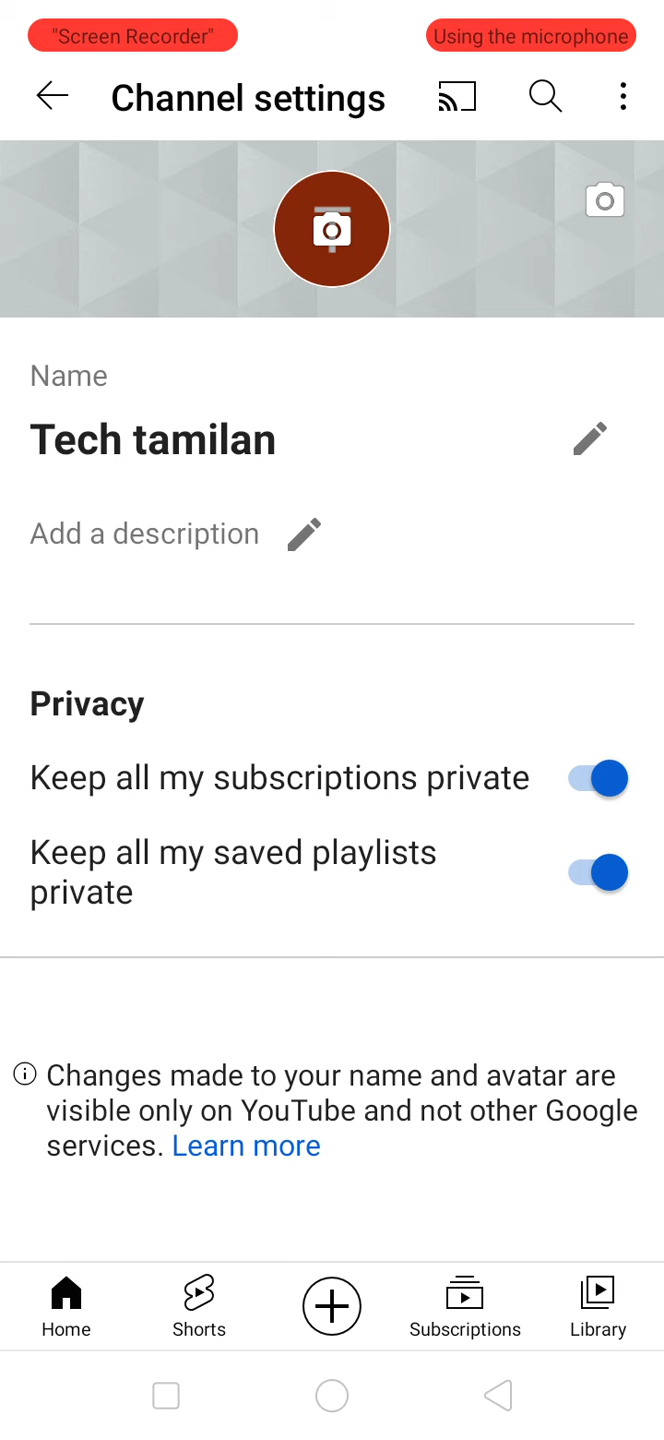 "Screen Recorder"
Using the microphone
Channel settings
Name
Tech tamilan
Add a description
Privacy
Keep all my subscriptions private
Keep all my saved playlists
private
Changes made to your name and avatar are
visible only on YouTube and not other Google
services. Learn more
Home
Shorts
Subscriptions
Library